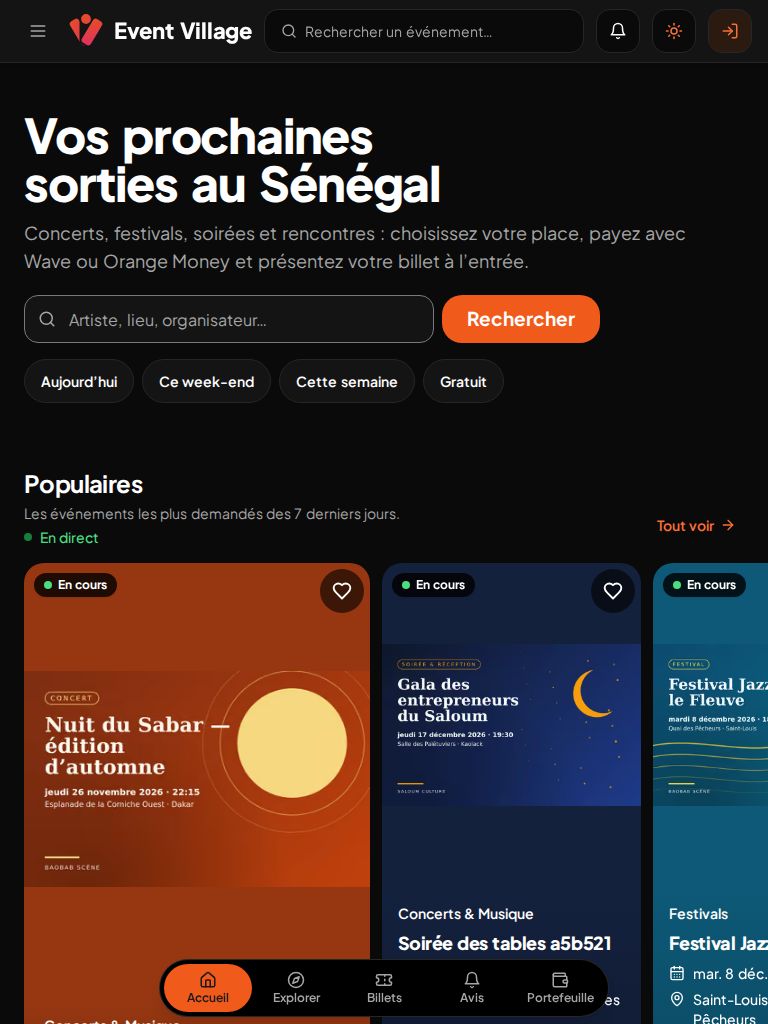 Event Village
Rechercher un événement...
Vos prochaines
sorties au Sénégal
Concerts, festivals, soirées et rencontres : choisissez votre place, payez avec
Wave ou Orange Money et présentez votre billet à l’entrée.
Artiste, lieu, organisateur...
Rechercher
Aujourd’hui
Ce week-end
Cette semaine
Gratuit
Populaires
Les événements les plus demandés des 7 derniers jours.
En direct
Tout voir
En cours
CONCERT
Nuit du Sabar —
édition
d’automne
jeudi 26 novembre 2026 · 22:15
Esplanade de la Corniche Ouest · Dakar
BAOBAB SCÈNE
En cours
SOIRÉE & RÉCEPTION
Gala des
entrepreneurs
du Saloum
jeudi 17 décembre 2026 · 19:30
Salle des Palétuviers · Kaolack
SALOUM CULTURE
Concerts & Musique
Soirée des tables a5b521
En cours
FESTIVAL
Festival Jazz
le Fleuve
mardi 8 décembre 2026 · 18
Quai des Pêcheurs · Saint-Louis
BAOBAB SCÈNE
Festivals
Festival Jazz
mar. 8 déc.
Saint-Louis
Pêcheurs
Accueil
Explorer
Billets
Avis
Portefeuille